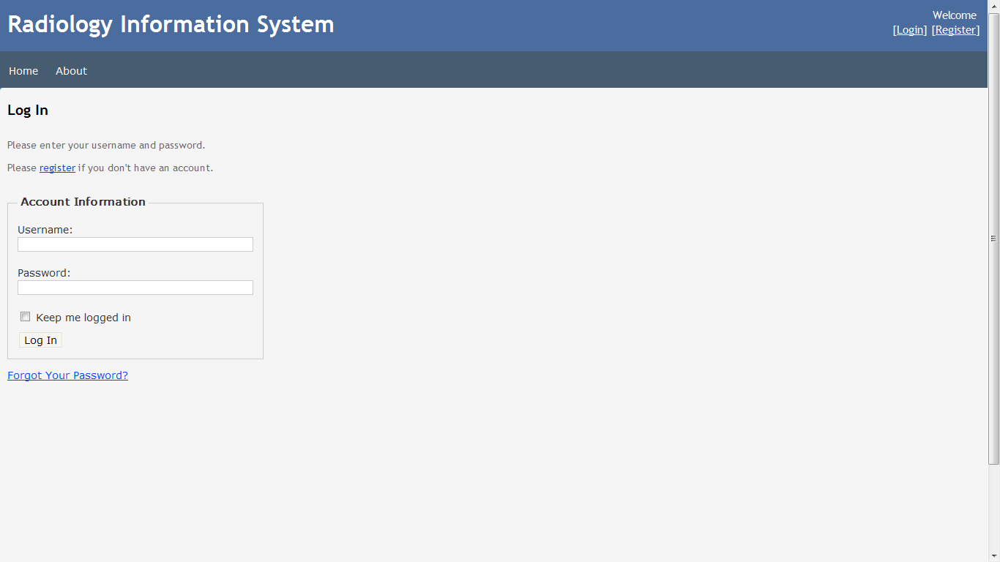 Radiology Information System
Welcome
[Login] [Register]
Home About
Log In
Please enter your username and password.
Please register if you don't have an account.
Account Information
Username:
Password:
Keep me logged in
Log In
Forgot Your Password?